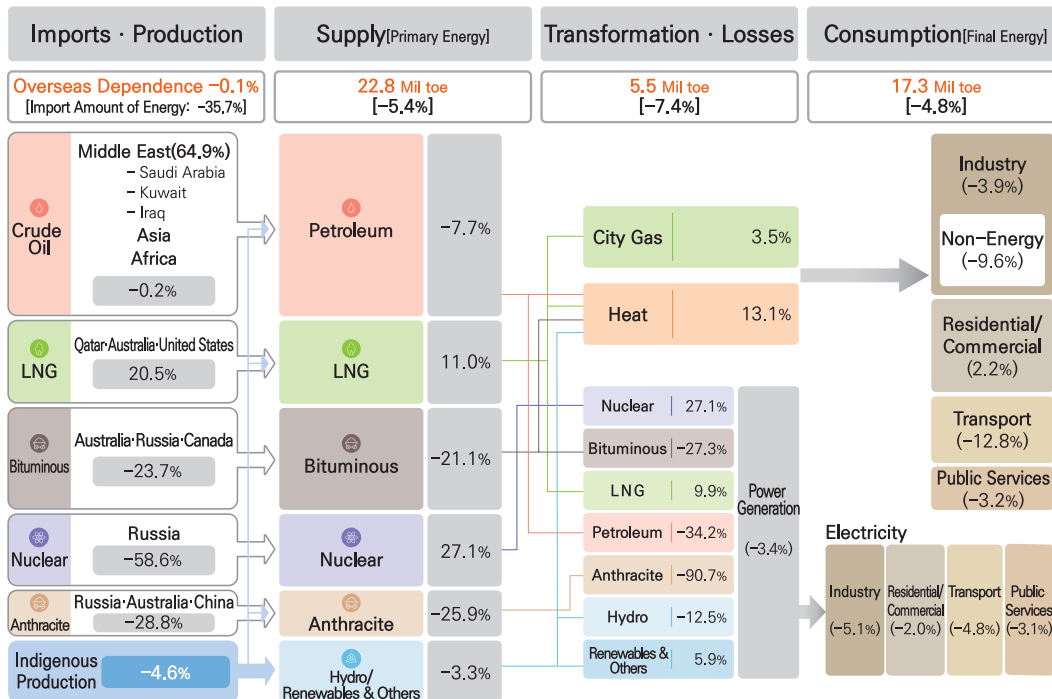 Imports · Production
Supply[Primary Energy]
Transformation · Losses
Consumption[Final Energy]
Overseas Dependence -0.1%
[Import Amount of Energy: -35.7%]
22.8 Mil toe
[-5.4%]
5.5 Mil toe
[-7.4%]
17.3 Mil toe
[-4.8%]
Crude
Oil
Middle East(64.9%)
- Saudi Arabia
- Kuwait
- Iraq
Asia
Africa
-0.2%
LNG
Qatar·Australia·United States
20.5%
Bituminous
Australia·Russia·Canada
-23.7%
Nuclear
Russia
-58.6%
Anthracite
Russia·Australia·China
-28.8%
Indigenous
Production
-4.6%
Petroleum
-7.7%
LNG
11.0%
Bituminous
-21.1%
Nuclear
27.1%
Anthracite
-25.9%
Hydro/
Renewables & Others
-3.3%
City Gas
3.5%
Heat
13.1%
Nuclear
27.1%
Bituminous
-27.3%
LNG
9.9%
Petroleum
-34.2%
Anthracite
-90.7%
Hydro
-12.5%
Renewables &
Others
5.9%
Power
Generation
(-3.4%)
Industry
(-3.9%)
Non-Energy
(-9.6%)
Residential/
Commercial
(2.2%)
Transport
(-12.8%)
Public Services
(-3.2%)
Electricity
Industry
(-5.1%)
Residential/
Commercial
(-2.0%)
Transport
(-4.8%)
Public
Services
(-3.1%)